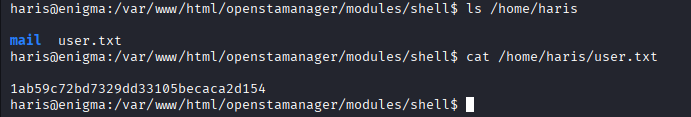 haris@enigma:/var/www/html/openstamanager/modules/shell$ ls /home/haris
mail  user.txt
haris@enigma:/var/www/html/openstamanager/modules/shell$ cat /home/haris/user.txt
1ab59c72bd7329dd33105becaca2d154
haris@enigma:/var/www/html/openstamanager/modules/shell$